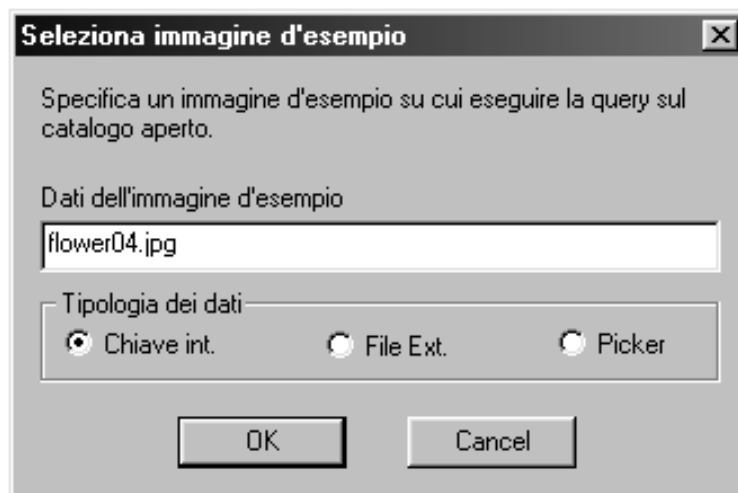 Seleziona immagine d'esempio
Specifica un immagine d'esempio su cui eseguire la query sul
catalogo aperto.
Dati dell'immagine d'esempio
flower04.jpg
Tipologia dei dati
Chiave int. File Ext. Picker
OK Cancel